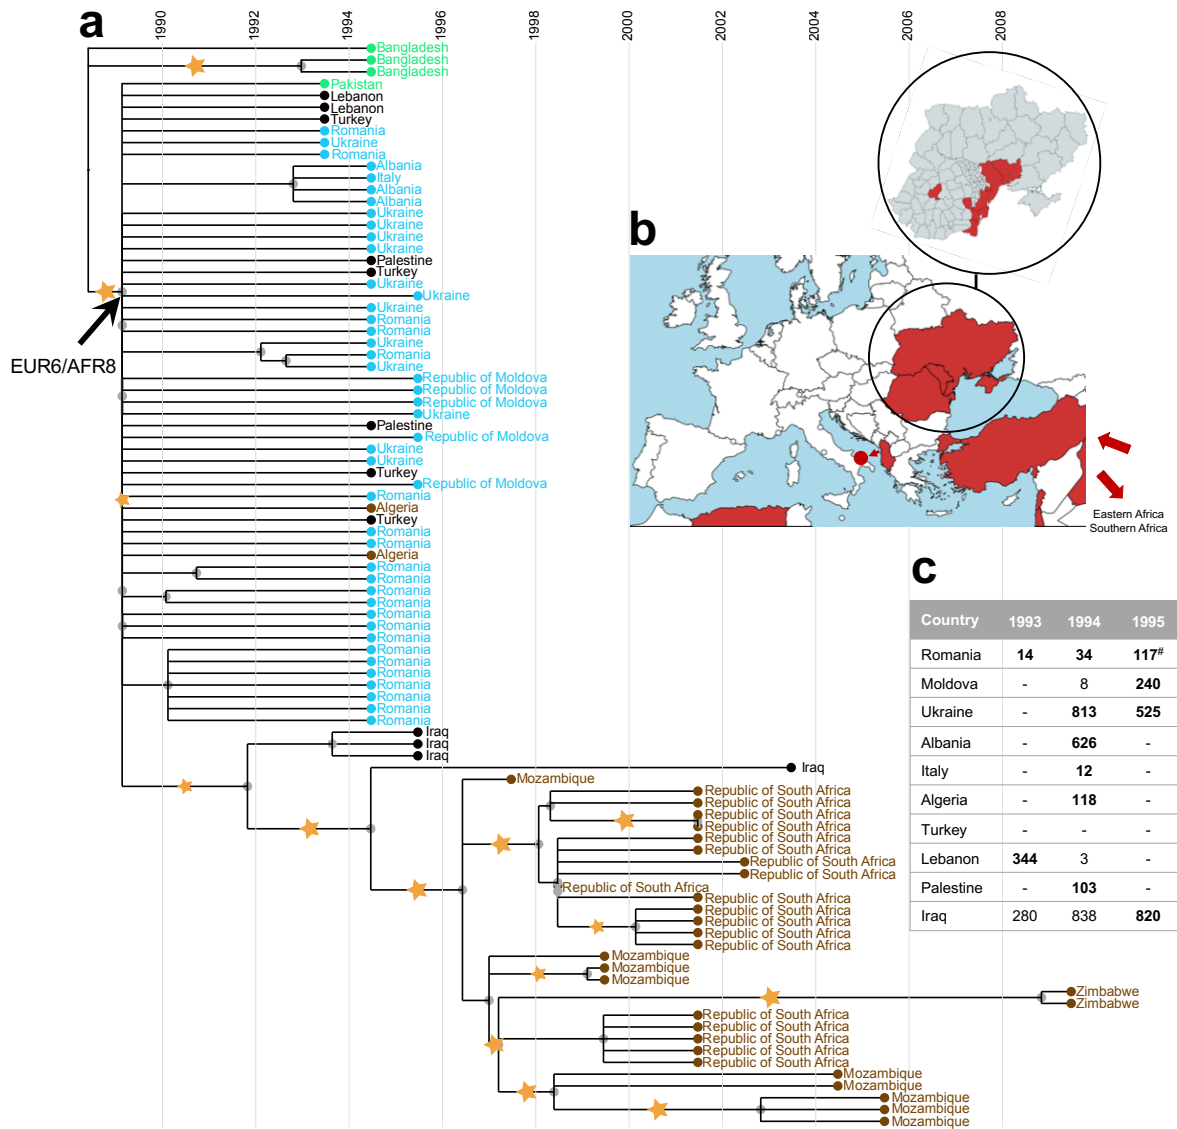 a
1990
1992
1994
1996
1998
2000
2002
2004
2006
2008
Bangladesh
Bangladesh
Bangladesh
Pakistan
Lebanon
Lebanon
Turkey
Romania
Ukraine
Romania
Albania
Italy
Albania
Albania
Ukraine
Ukraine
Ukraine
Ukraine
Palestine
Turkey
Ukraine
Ukraine
Ukraine
Romania
Romania
Ukraine
Romania
Ukraine
EUR6/AFR8
Republic of Moldova
Republic of Moldova
Republic of Moldova
Ukraine
Palestine
Republic of Moldova
Ukraine
Ukraine
Turkey
Republic of Moldova
Romania
Algeria
Turkey
Romania
Romania
Algeria
Romania
Romania
Romania
Romania
Romania
Romania
Romania
Romania
Romania
Romania
Romania
Romania
Romania
Romania
Iraq
Iraq
Iraq
Iraq
Mozambique
Republic of South Africa
Republic of South Africa
Republic of South Africa
Republic of South Africa
Republic of South Africa
Republic of South Africa
Republic of South Africa
Republic of South Africa
Republic of South Africa
Republic of South Africa
Republic of South Africa
Republic of South Africa
Republic of South Africa
Republic of South Africa
Mozambique
Mozambique
Mozambique
Zimbabwe
Zimbabwe
Republic of South Africa
Republic of South Africa
Republic of South Africa
Republic of South Africa
Republic of South Africa
Mozambique
Mozambique
Mozambique
Mozambique
Mozambique
b
Eastern Africa
Southern Africa
c
Country 1993 1994 1995
Romania 14 34 117#
Moldova - 8 240
Ukraine - 813 525
Albania - 626 -
Italy - 12 -
Algeria - 118 -
Turkey - - -
Lebanon 344 3 -
Palestine - 103 -
Iraq 280 838 820